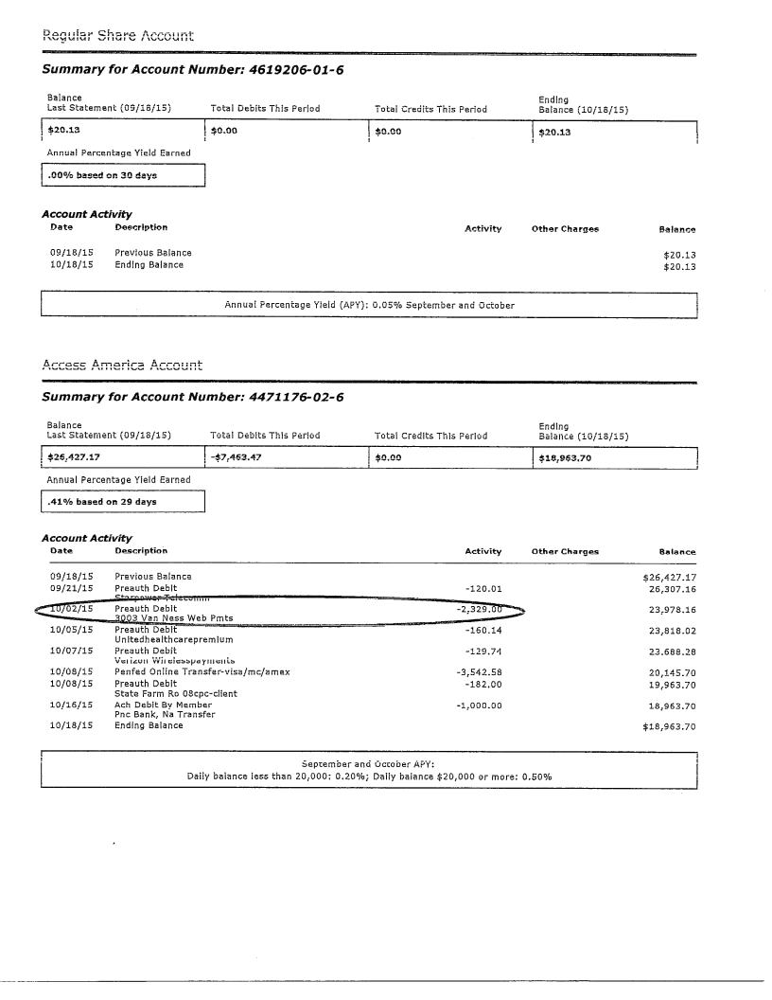 Regular Share Account
Summary for Account Number: 4619206-01-6
Balance
Last Statement (09/18/15) Total Debits This Period Total Credits This Period Ending Balance (10/18/15)
$20.13 $0.00 $0.00 $20.13
Annual Percentage Yield Earned
.00% based on 30 days
Account Activity
Date Description Activity Other Charges Balance
09/18/15 Previous Balance $20.13
10/18/15 Ending Balance $20.13
Annual Percentage Yield (APY): 0.05% September and October
Access America Account
Summary for Account Number: 4471176-02-6
Balance
Last Statement (09/18/15) Total Debits This Period Total Credits This Period Ending Balance (10/18/15)
$26,427.17 -$7,463.47 $0.00 $18,963.70
Annual Percentage Yield Earned
.41% based on 29 days
Account Activity
Date Description Activity Other Charges Balance
09/18/15 Previous Balance $26,427.17
09/21/15 Preauth Debit -120.01 26,307.16
Starpower Telecomm
10/02/15 Preauth Debit -2,329.00 23,978.16
3003 Van Ness Web Pmts
10/05/15 Preauth Debit -160.14 23,818.02
Unitedhealthcarepremium
10/07/15 Preauth Debit -129.74 23.688.28
Verizon Wirelesspayments
10/08/15 Penfed Online Transfer-visa/mc/amex -3,542.58 20,145.70
10/08/15 Preauth Debit -182.00 19,963.70
State Farm Ro 08cpc-client
10/16/15 Ach Debit By Member -1,000.00 18,963.70
Pnc Bank, Na Transfer
10/18/15 Ending Balance $18,963.70
September and October APY:
Daily balance less than 20,000: 0.20%; Daily balance $20,000 or more: 0.50%